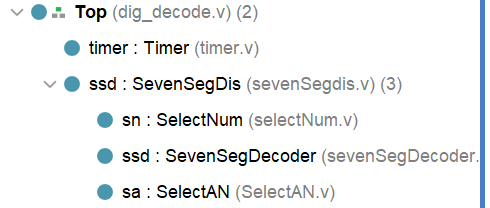 Top (dig_decode.v) (2)
timer : Timer (timer.v)
ssd : SevenSegDis (sevenSegdis.v) (3)
sn : SelectNum (selectNum.v)
ssd : SevenSegDecoder (sevenSegDecoder.
sa : SelectAN (SelectAN.v)